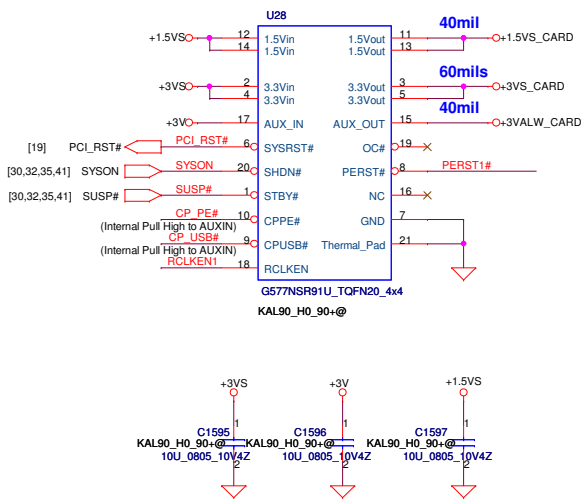 U28
40mil
+1.5VS 12 1.5Vin 1.5Vout 11 +1.5VS_CARD
14 1.5Vin 1.5Vout 13
60mils
+3VS 2 3.3Vin 3.3Vout 3 +3VS_CARD
4 3.3Vin 3.3Vout 5
40mil
+3V 17 AUX_IN AUX_OUT 15 +3VALW_CARD
[19] PCI_RST# PCI_RST# 6 SYSRST# OC# 19
[30,32,35,41] SYSON SYSON 20 SHDN# PERST# 8 PERST1#
[30,32,35,41] SUSP# SUSP# 1 STBY# NC 16
CP_PE# 10 CPPE# GND 7
(Internal Pull High to AUXIN)
CP_USB# 9 CPUSB# Thermal_Pad 21
(Internal Pull High to AUXIN)
RCLKEN1 18 RCLKEN
G577NSR91U_TQFN20_4x4
KAL90_H0_90+@
+3VS +3V +1.5VS
1 1 1
C1595 C1596 C1597
KAL90_H0_90+@ KAL90_H0_90+@ KAL90_H0_90+@
10U_0805_10V4Z 10U_0805_10V4Z 10U_0805_10V4Z
2 2 2